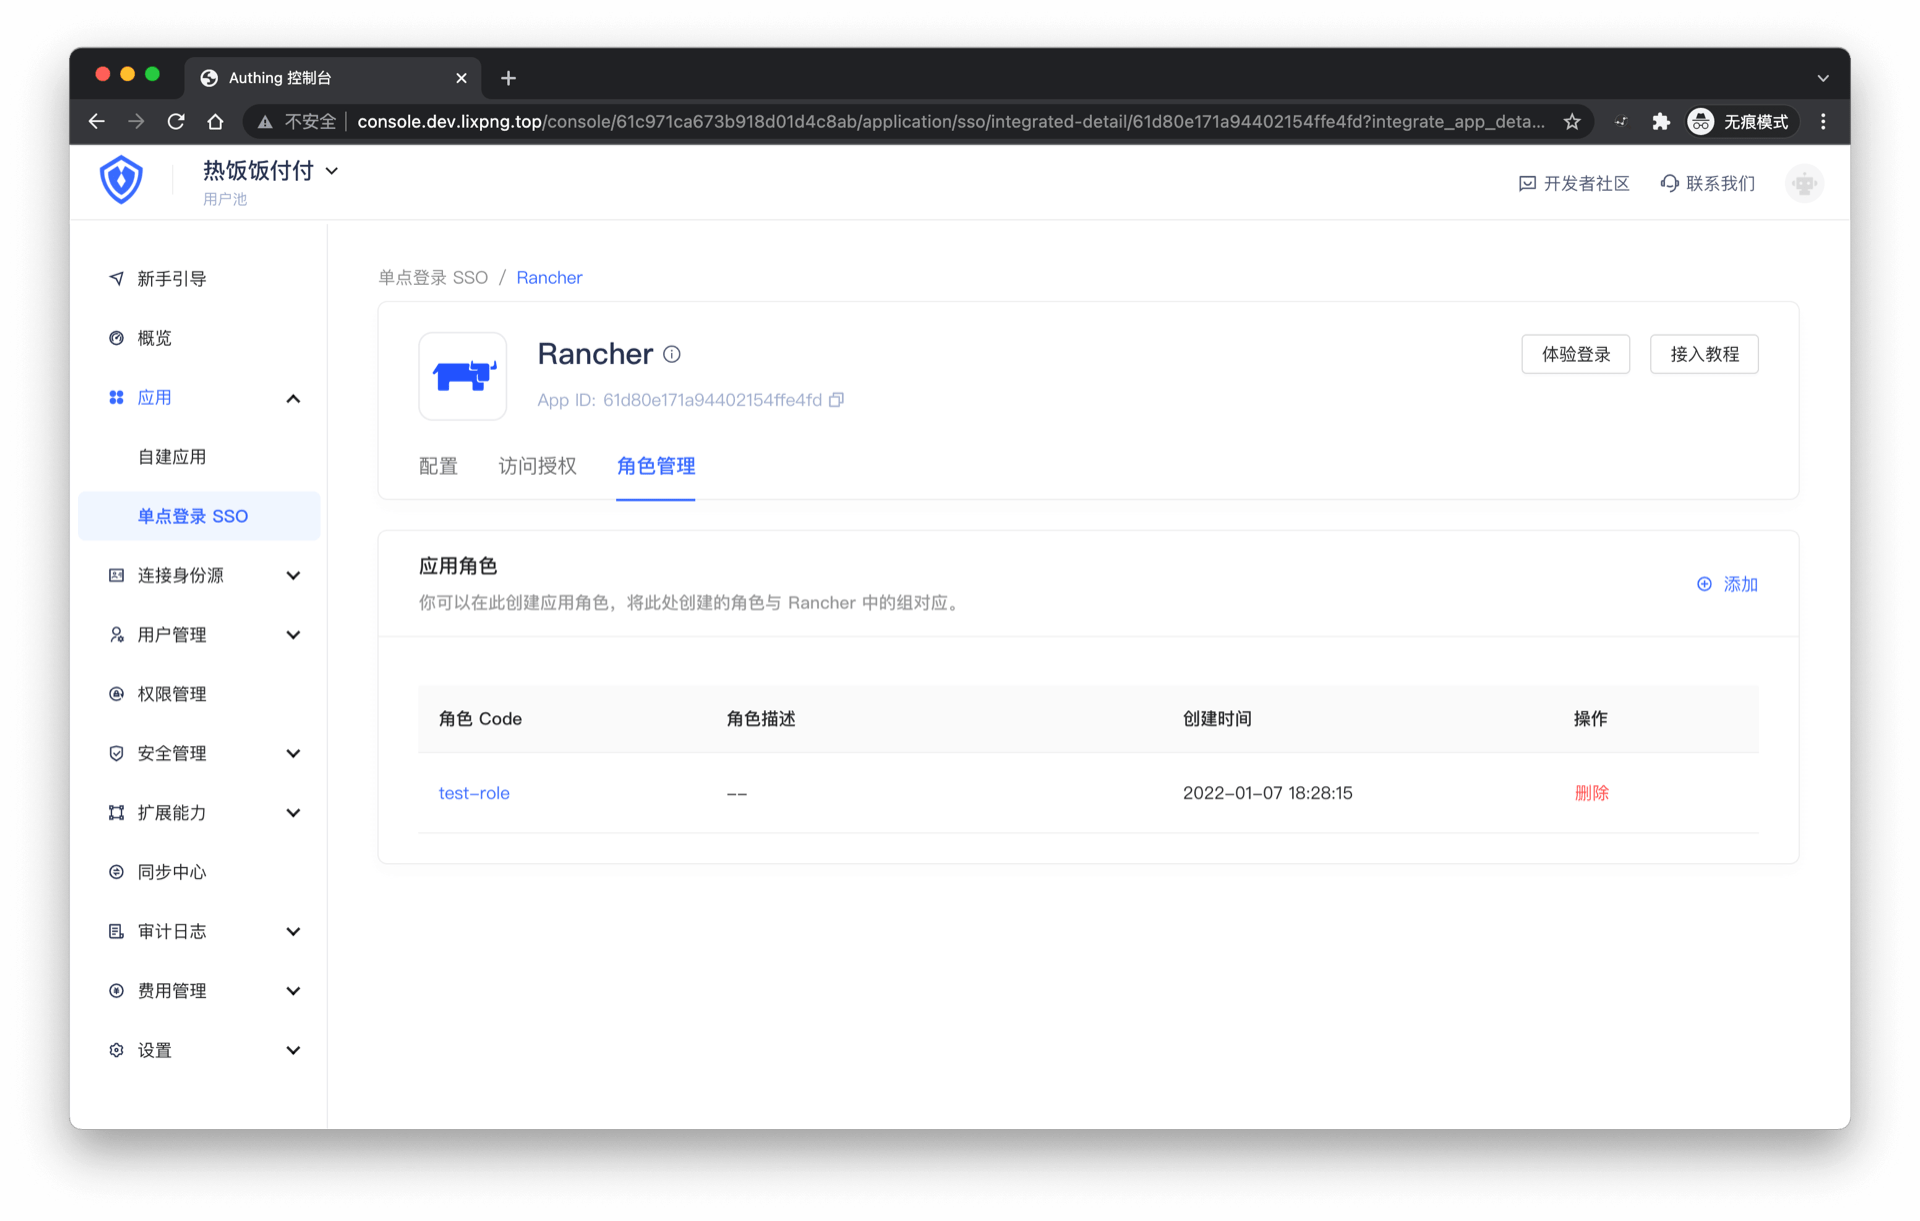 Authing 控制台
不安全
console.dev.lixpng.top/console/61c971ca673b918d01d4c8ab/application/sso/integrated-detail/61d80e171a94402154ffe4fd?integrate_app_deta...
无痕模式
热饭饭付付
用户池
开发者社区
联系我们
新手引导
概览
应用
自建应用
单点登录 SSO
连接身份源
用户管理
权限管理
安全管理
扩展能力
同步中心
审计日志
费用管理
设置
单点登录 SSO / Rancher
Rancher
App ID: 61d80e171a94402154ffe4fd
体验登录
接入教程
配置 访问授权 角色管理
应用角色
你可以在此创建应用角色，将此处创建的角色与 Rancher 中的组对应。
添加
角色 Code 角色描述 创建时间 操作
test-role -- 2022-01-07 18:28:15 删除